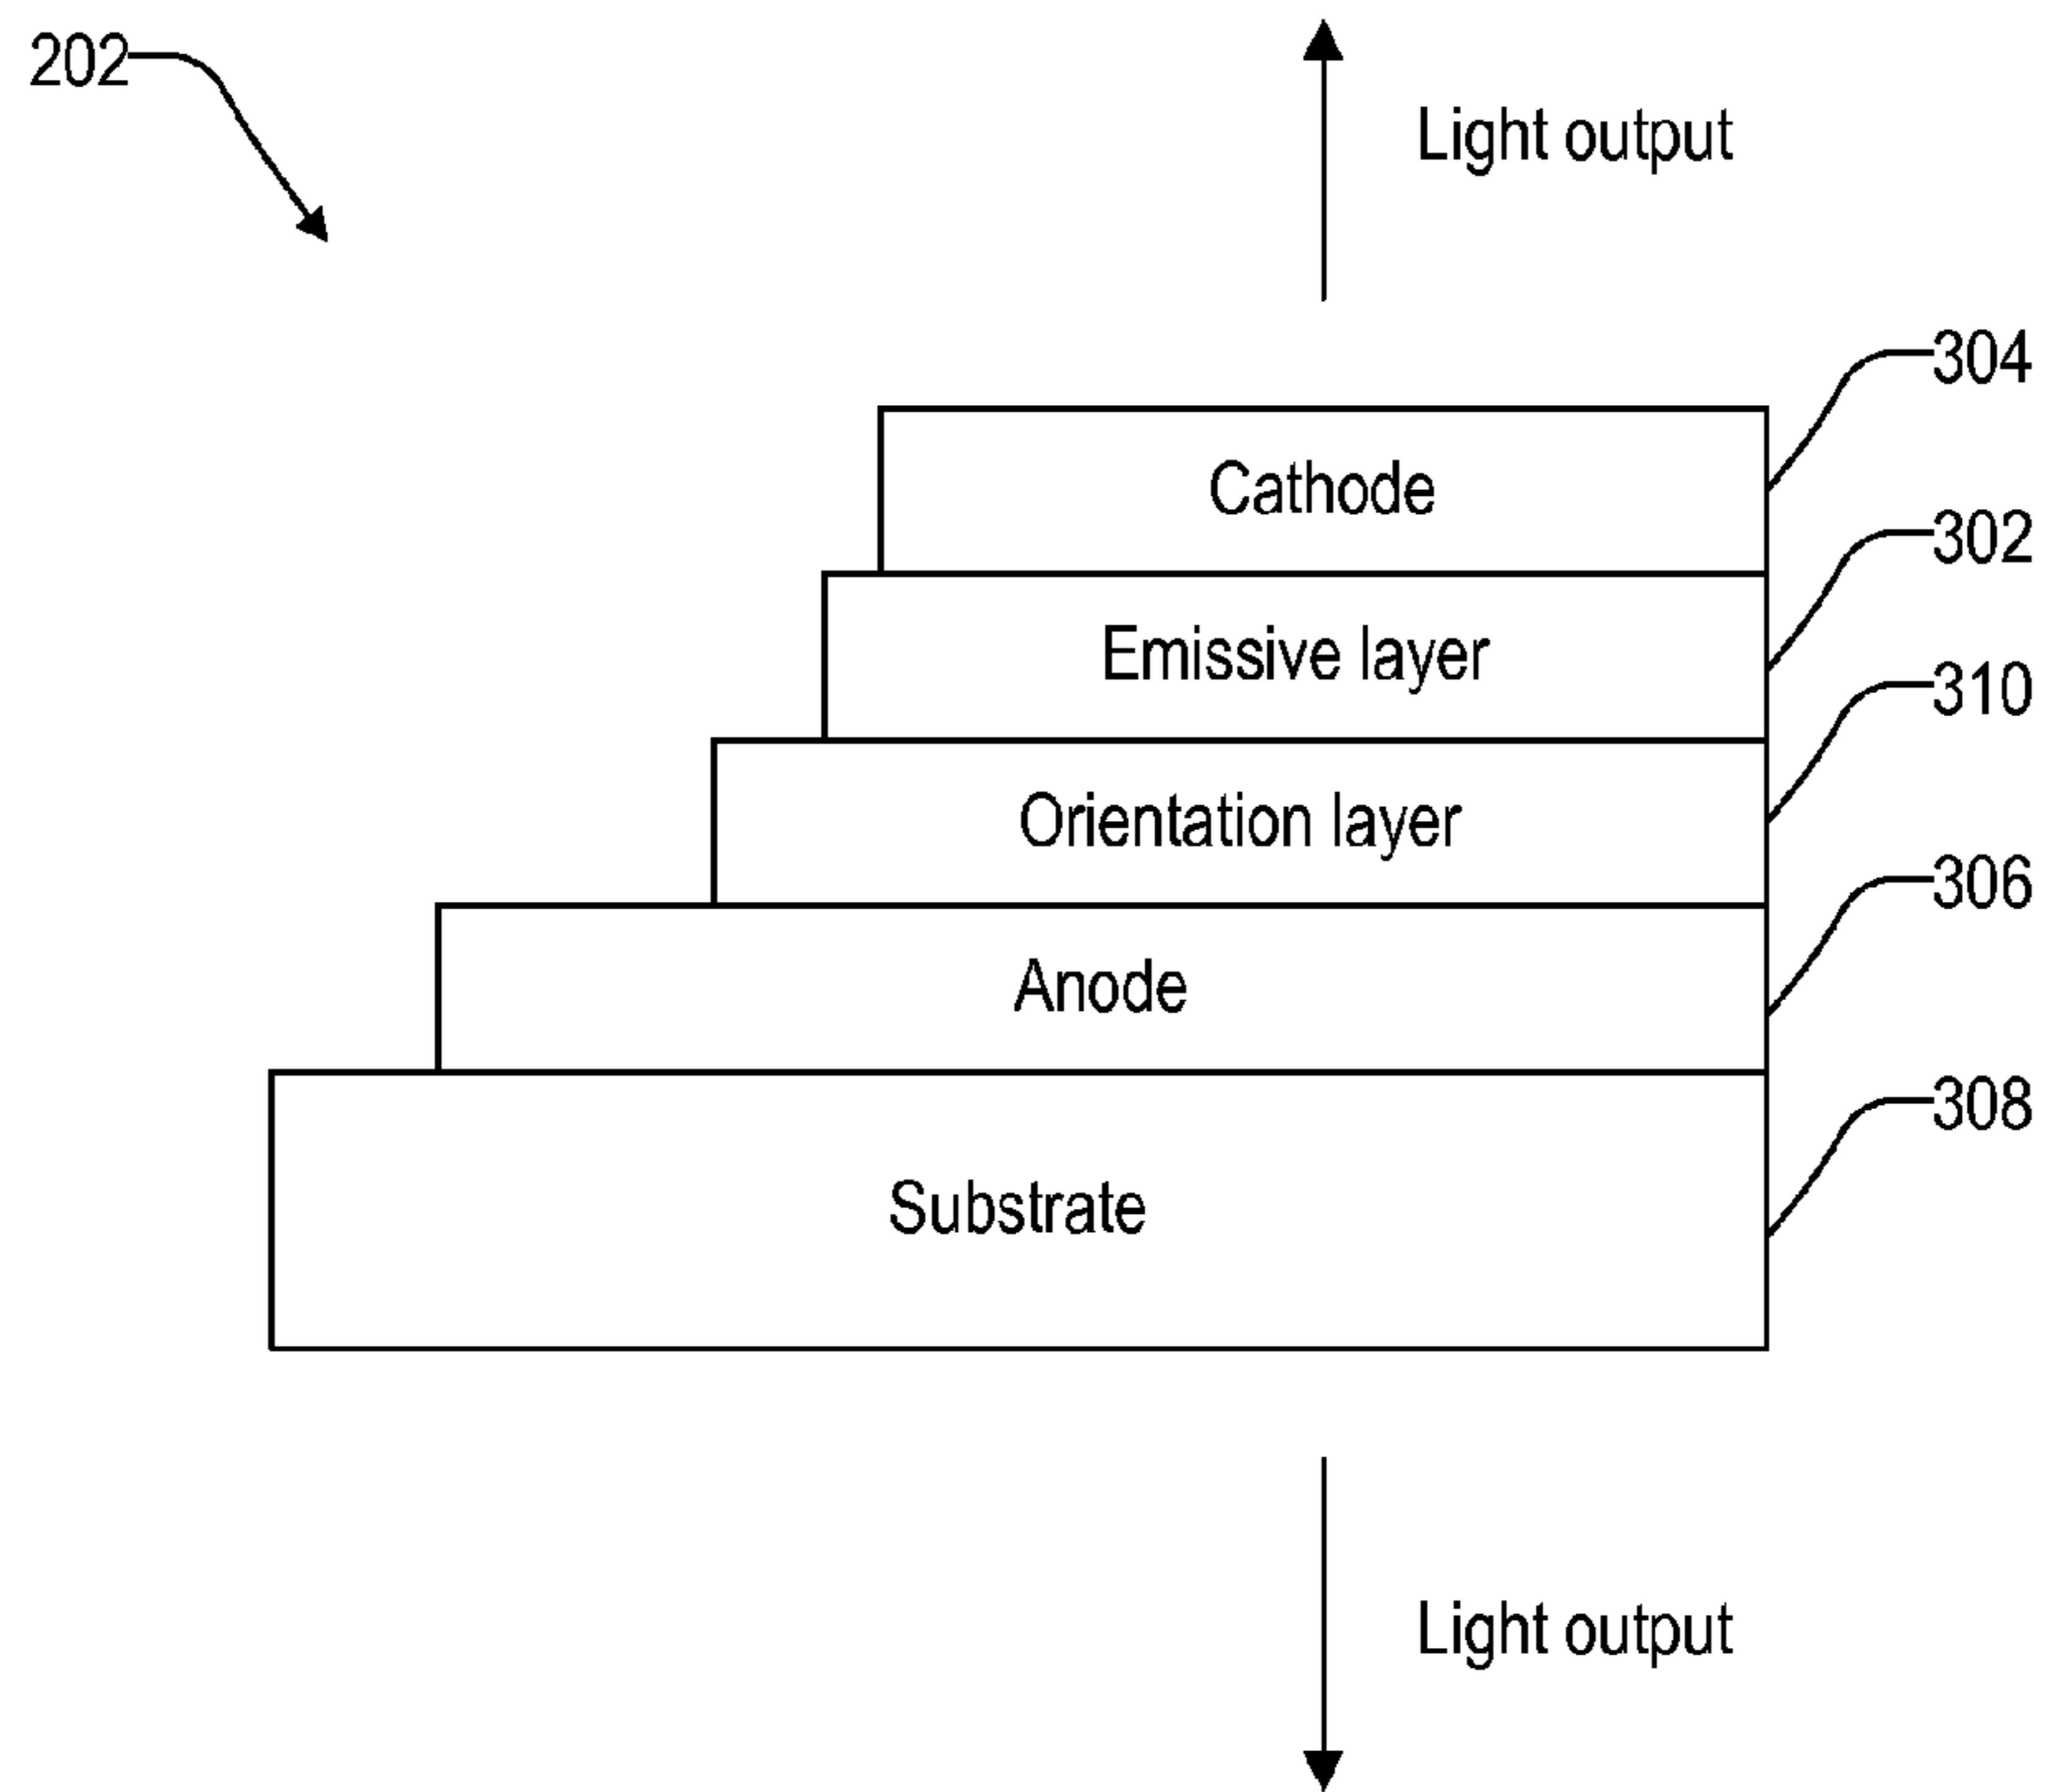 202
Light output
304
Cathode
302
Emissive layer
310
Orientation layer
306
Anode
308
Substrate
Light output